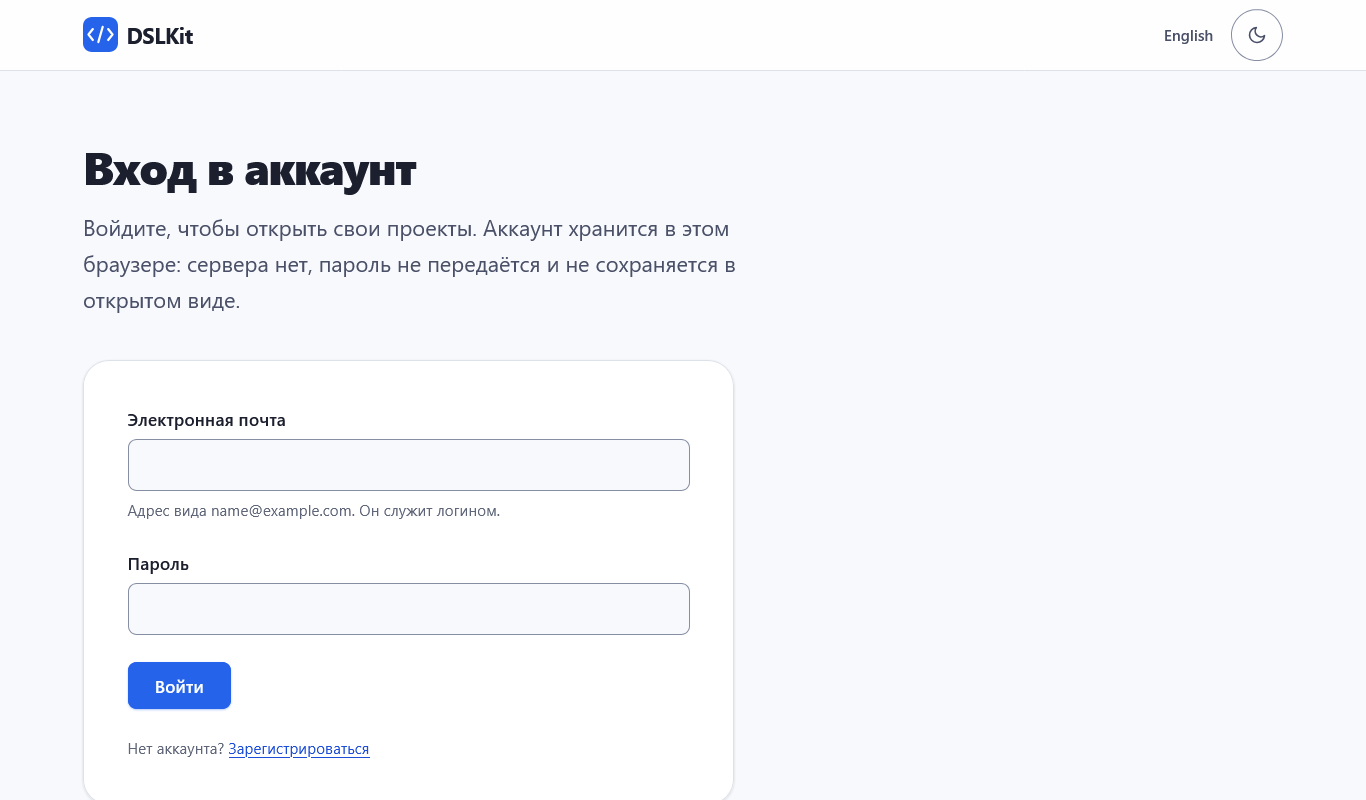 DSLKit
English
Вход в аккаунт
Войдите, чтобы открыть свои проекты. Аккаунт хранится в этом
браузере: сервера нет, пароль не передаётся и не сохраняется в
открытом виде.
Электронная почта
Адрес вида name@example.com. Он служит логином.
Пароль
Войти
Нет аккаунта? Зарегистрироваться